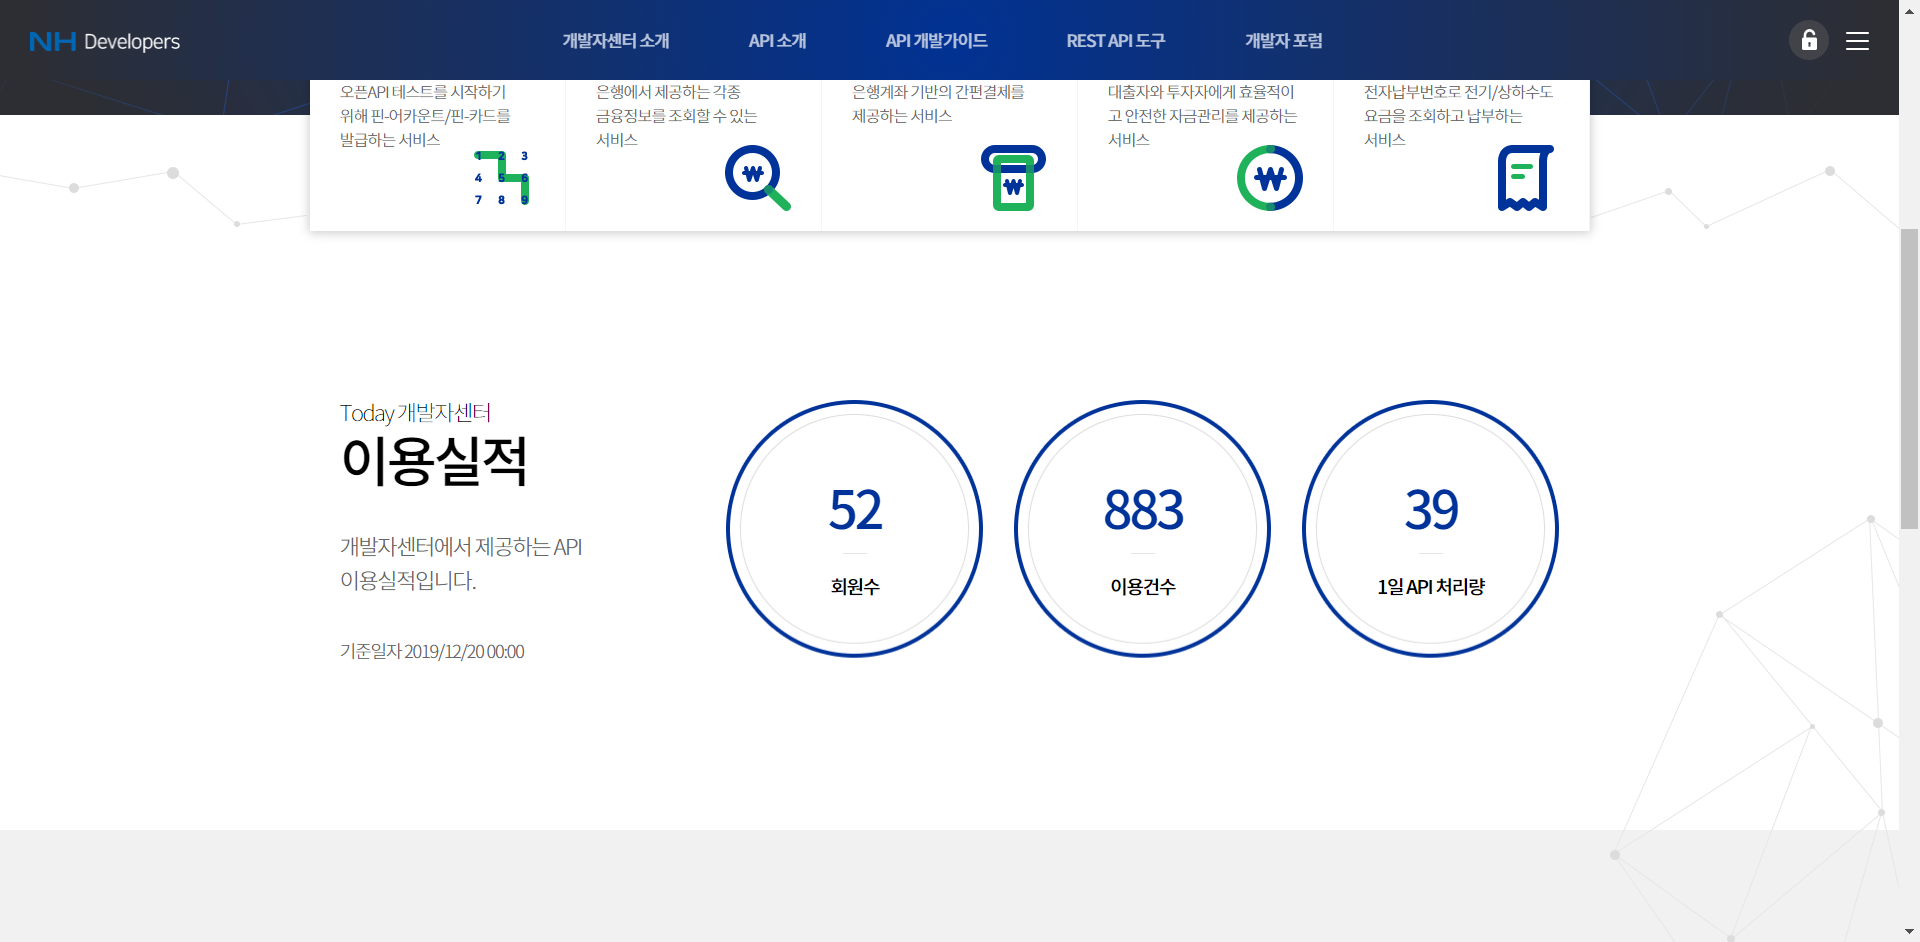 NH Developers
개발자센터 소개
API 소개
API 개발가이드
REST API 도구
개발자 포럼
오픈API 테스트를 시작하기
위해 핀-어카운트/핀-카드를
발급하는 서비스
1 2 3
4 5 6
7 8 9
은행에서 제공하는 각종
금융정보를 조회할 수 있는
서비스
₩
은행계좌 기반의 간편결제를
제공하는 서비스
₩
대출자와 투자자에게 효율적이
고 안전한 자금관리를 제공하는
서비스
₩
전자납부번호로 전기/상하수도
요금을 조회하고 납부하는
서비스
Today 개발자센터
이용실적
개발자센터에서 제공하는 API
이용실적입니다.
기준일자 2019/12/20 00:00
52
회원수
883
이용건수
39
1일 API 처리량